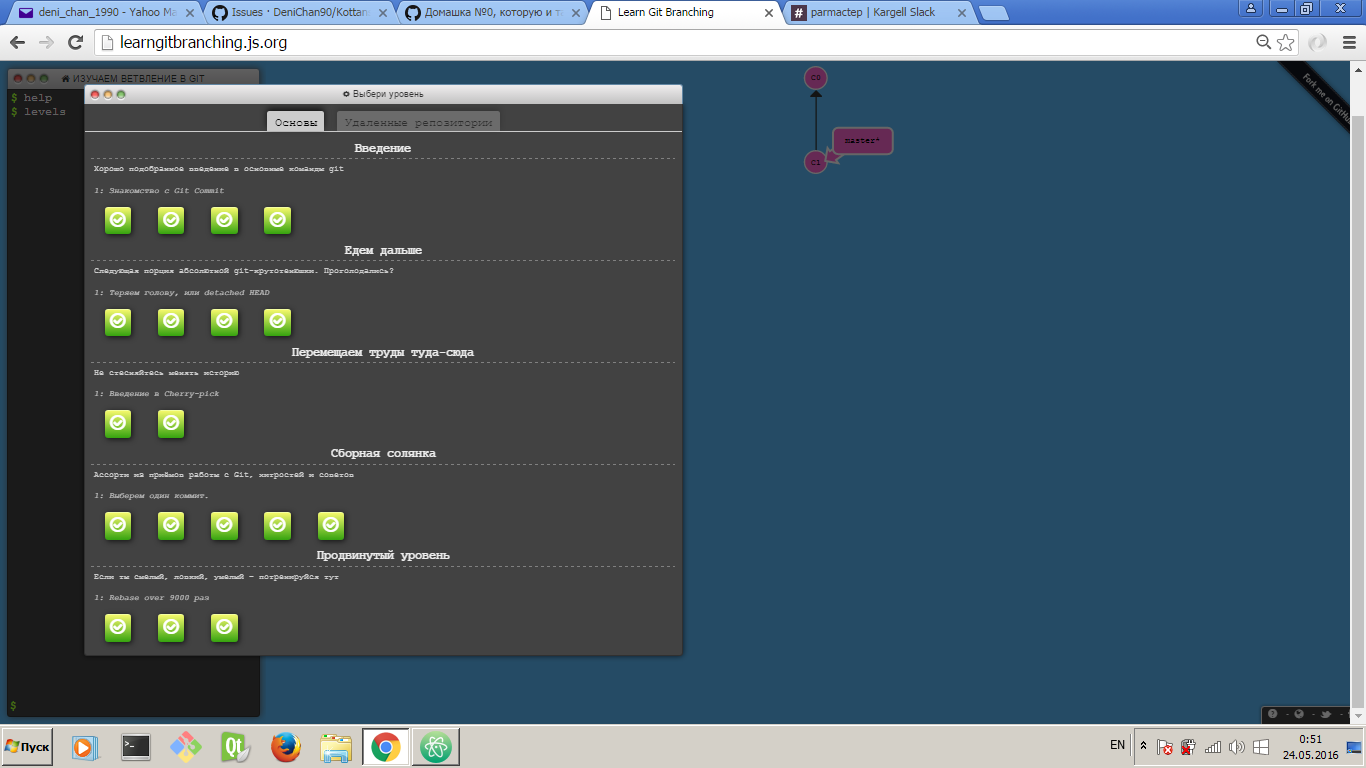 deni_chan_1990 - Yahoo Ma
Issues · DeniChan90/Kottan
Домашка №0, которую и та
Learn Git Branching
parmaстер | Kargell Slack
learngitbranching.js.org
ИЗУЧАЕМ ВЕТВЛЕНИЕ В GIT
$ help
$ levels
$
Выбери уровень
Основы
Удаленные репозитории
Введение
Хорошо подобранное введение в основные команды git
1: Знакомство с Git Commit
Едем дальше
Следующая порция абсолютной git-крутотенюшки. Проголодались?
1: Теряем голову, или detached HEAD
Перемещаем труды туда-сюда
Не стесняйтесь менять историю
1: Введение в Cherry-pick
Сборная солянка
Ассорти из приёмов работы с Git, хитростей и советов
1: Выберем один коммит.
Продвинутый уровень
Если ты смелый, ловкий, умелый - потренируйся тут
1: Rebase over 9000 раз
C0
master*
C1
Fork me on GitHub
Пуск
EN
0:51
24.05.2016